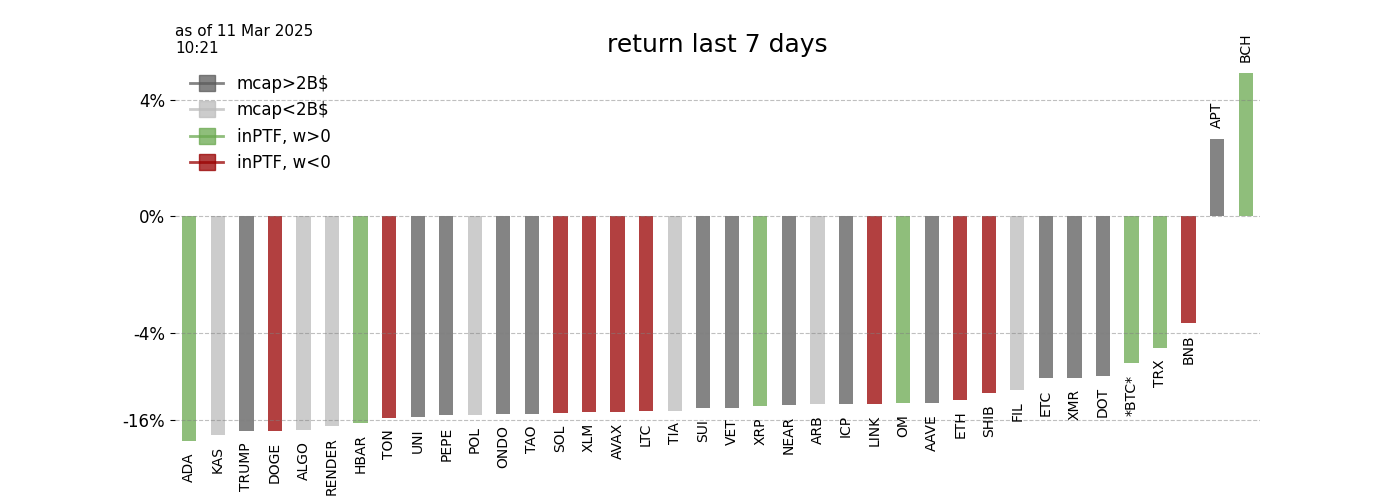 as of 11 Mar 2025
10:21
return last 7 days
mcap>2B$
mcap<2B$
inPTF, w>0
inPTF, w<0
4%
0%
-4%
-16%
ADA
KAS
TRUMP
DOGE
ALGO
RENDER
HBAR
TON
UNI
PEPE
POL
ONDO
TAO
SOL
XLM
AVAX
LTC
TIA
SUI
VET
XRP
NEAR
ARB
ICP
LINK
OM
AAVE
ETH
SHIB
FIL
ETC
XMR
DOT
*BTC*
TRX
BNB
APT
BCH